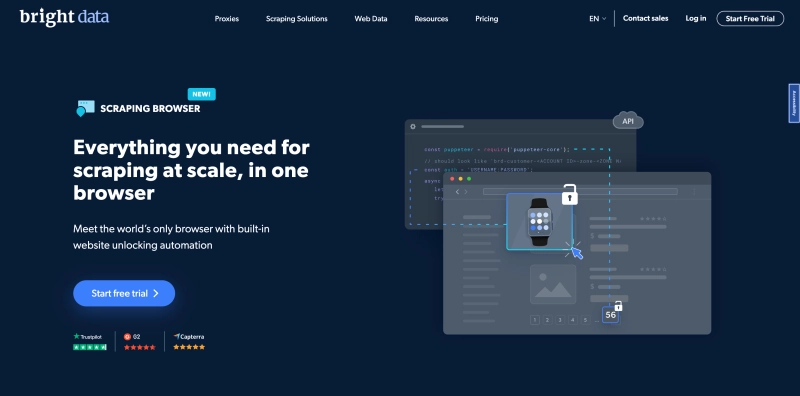 bright data
Proxies
Scraping Solutions
Web Data
Resources
Pricing
EN
Contact sales
Log in
Start Free Trial
Accessibility
NEW!
SCRAPING BROWSER
Everything you need for
scraping at scale, in one
browser
Meet the world's only browser with built-in
website unlocking automation
Start free trial
Trustpilot
G2
Capterra
API
const puppeteer = require('puppeteer-core');
// should look like 'brd-customer-<ACCOUNT ID>-zone-<ZONE
const auth = 'USERNAME:PASSWORD';
async
try
$
$
1 2 3 4 5 ... 56